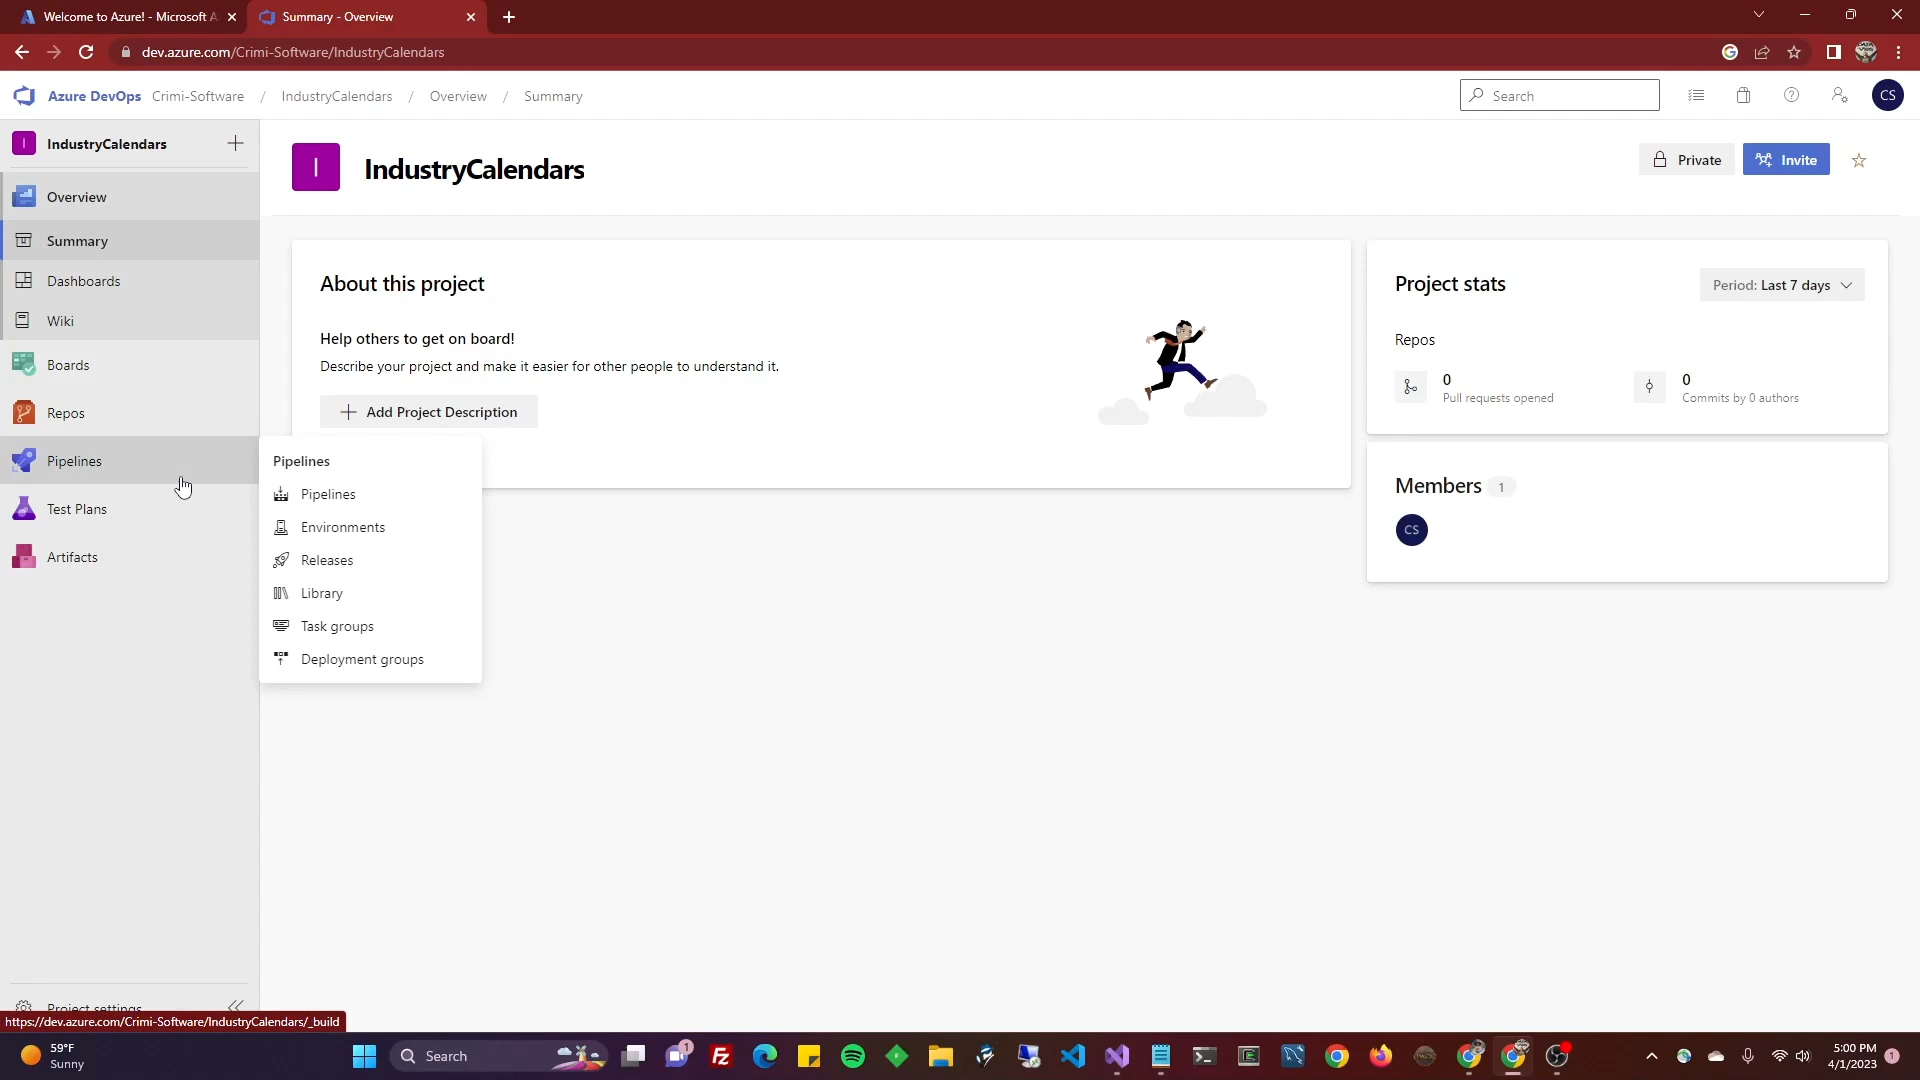 Welcome to Azure! - Microsoft A
Summary - Overview
dev.azure.com/Crimi-Software/IndustryCalendars
Azure DevOps Crimi-Software / IndustryCalendars / Overview / Summary
Search
CS
I IndustryCalendars
Overview
Summary
Dashboards
Wiki
Boards
Repos
Pipelines
Test Plans
Artifacts
Project settings
https://dev.azure.com/Crimi-Software/IndustryCalendars/_build
Pipelines
Pipelines
Environments
Releases
Library
Task groups
Deployment groups
I IndustryCalendars
Private
Invite
About this project
Help others to get on board!
Describe your project and make it easier for other people to understand it.
Add Project Description
Project stats
Period: Last 7 days
Repos
0
Pull requests opened
0
Commits by 0 authors
Members 1
CS
59°F
Sunny
Search
1
Fz
5:00 PM
4/1/2023
1